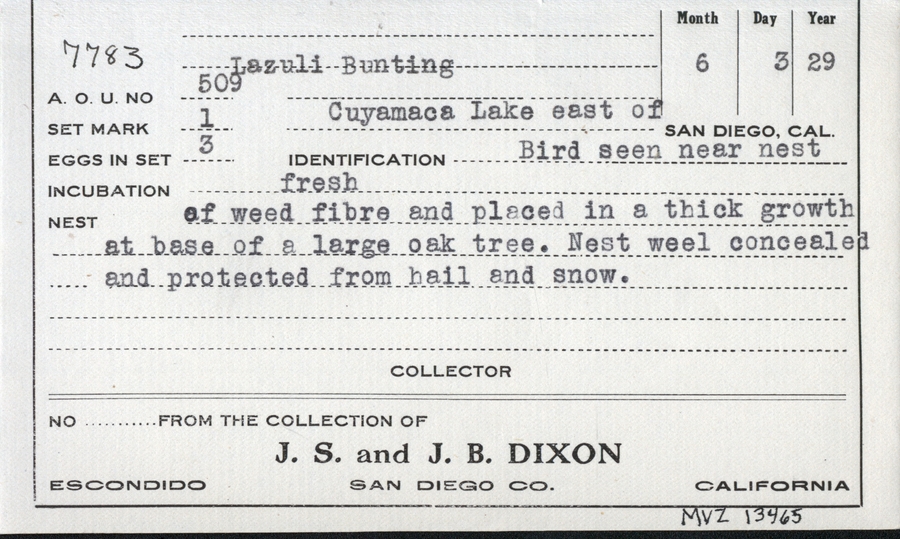 Month Day Year
7783 Lazuli Bunting 6 3 29
A. O. U. NO 509
Cuyamaca Lake east of
SET MARK 1 SAN DIEGO, CAL.
EGGS IN SET 3 IDENTIFICATION Bird seen near nest
INCUBATION fresh
NEST of weed fibre and placed in a thick growth
at base of a large oak tree. Nest weel concealed
and protected from hail and snow.
COLLECTOR
NO ...........FROM THE COLLECTION OF
J. S. and J. B. DIXON
ESCONDIDO SAN DIEGO CO. CALIFORNIA
MVZ 13465